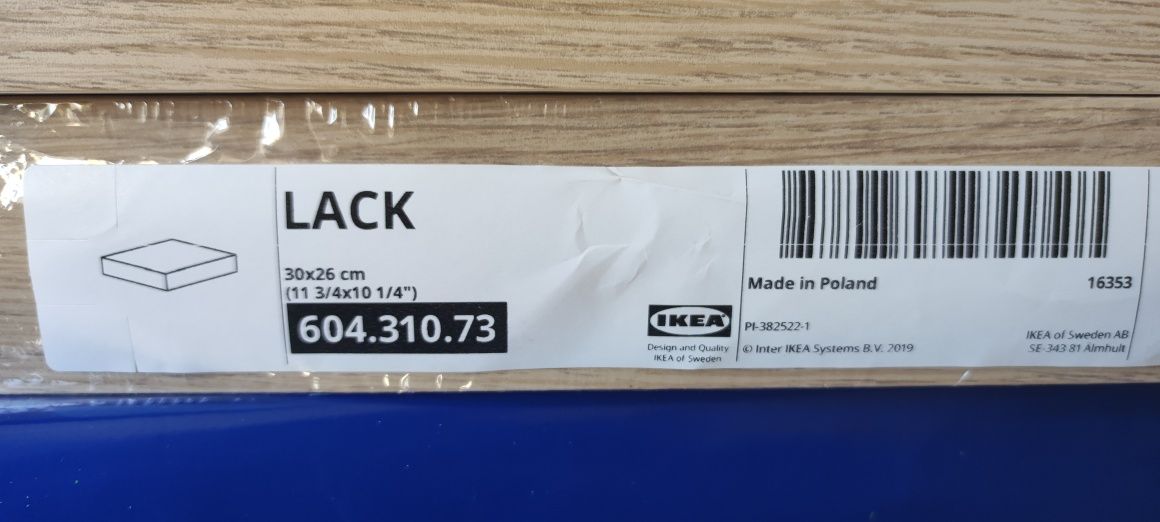 LACK
30x26 cm
(11 3/4x10 1/4")
604.310.73
IKEA
Design and Quality
IKEA of Sweden
Made in Poland
16353
PI-382522-1
© Inter IKEA Systems B.V. 2019
IKEA of Sweden AB
SE-343 81 Älmhult